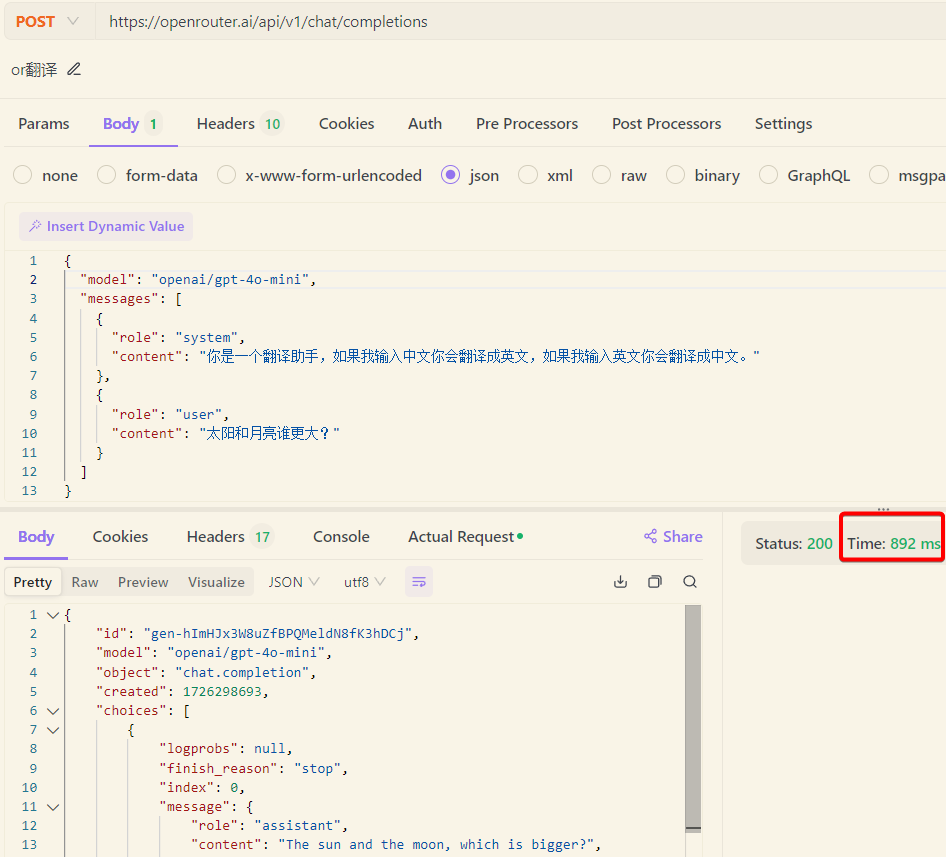 POST https://openrouter.ai/api/v1/chat/completions
or翻译
Params Body 1 Headers 10 Cookies Auth Pre Processors Post Processors Settings
none form-data x-www-form-urlencoded json xml raw binary GraphQL msgpa
Insert Dynamic Value
1 {
2 "model": "openai/gpt-4o-mini",
3 "messages": [
4 {
5 "role": "system",
6 "content": "你是一个翻译助手，如果我输入中文你会翻译成英文，如果我输入英文你会翻译成中文。"
7 },
8 {
9 "role": "user",
10 "content": "太阳和月亮谁更大？"
11 }
12 ]
13 }
Body Cookies Headers 17 Console Actual Request Share
Status: 200 Time: 892 ms
Pretty Raw Preview Visualize JSON utf8
1 {
2 "id": "gen-hImHJx3W8uZfBPQMeldN8fK3hDCj",
3 "model": "openai/gpt-4o-mini",
4 "object": "chat.completion",
5 "created": 1726298693,
6 "choices": [
7 {
8 "logprobs": null,
9 "finish_reason": "stop",
10 "index": 0,
11 "message": {
12 "role": "assistant",
13 "content": "The sun and the moon, which is bigger?",